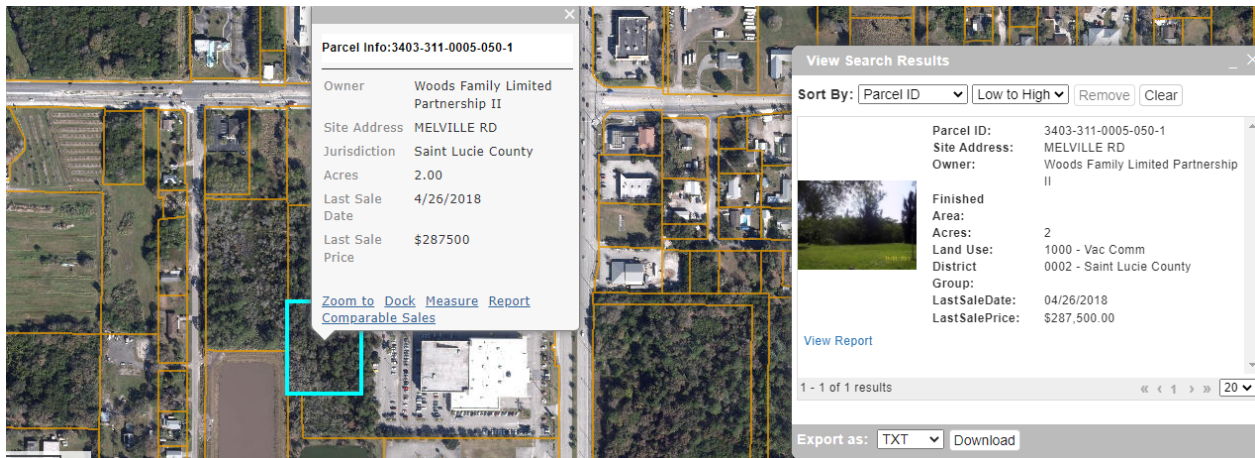 ×
Parcel Info:3403-311-0005-050-1
Owner Woods Family Limited
Partnership II
Site Address MELVILLE RD
Jurisdiction Saint Lucie County
Acres 2.00
Last Sale 4/26/2018
Date
Last Sale $287500
Price
Zoom to Dock Measure Report
Comparable Sales
View Search Results _ ×
Sort By: Parcel ID Low to High Remove Clear
Parcel ID: 3403-311-0005-050-1
Site Address: MELVILLE RD
Owner: Woods Family Limited Partnership
II
Finished
Area:
Acres: 2
Land Use: 1000 - Vac Comm
District 0002 - Saint Lucie County
Group:
LastSaleDate: 04/26/2018
LastSalePrice: $287,500.00
View Report
1 - 1 of 1 results « ‹ 1 › » 20
Export as: TXT Download